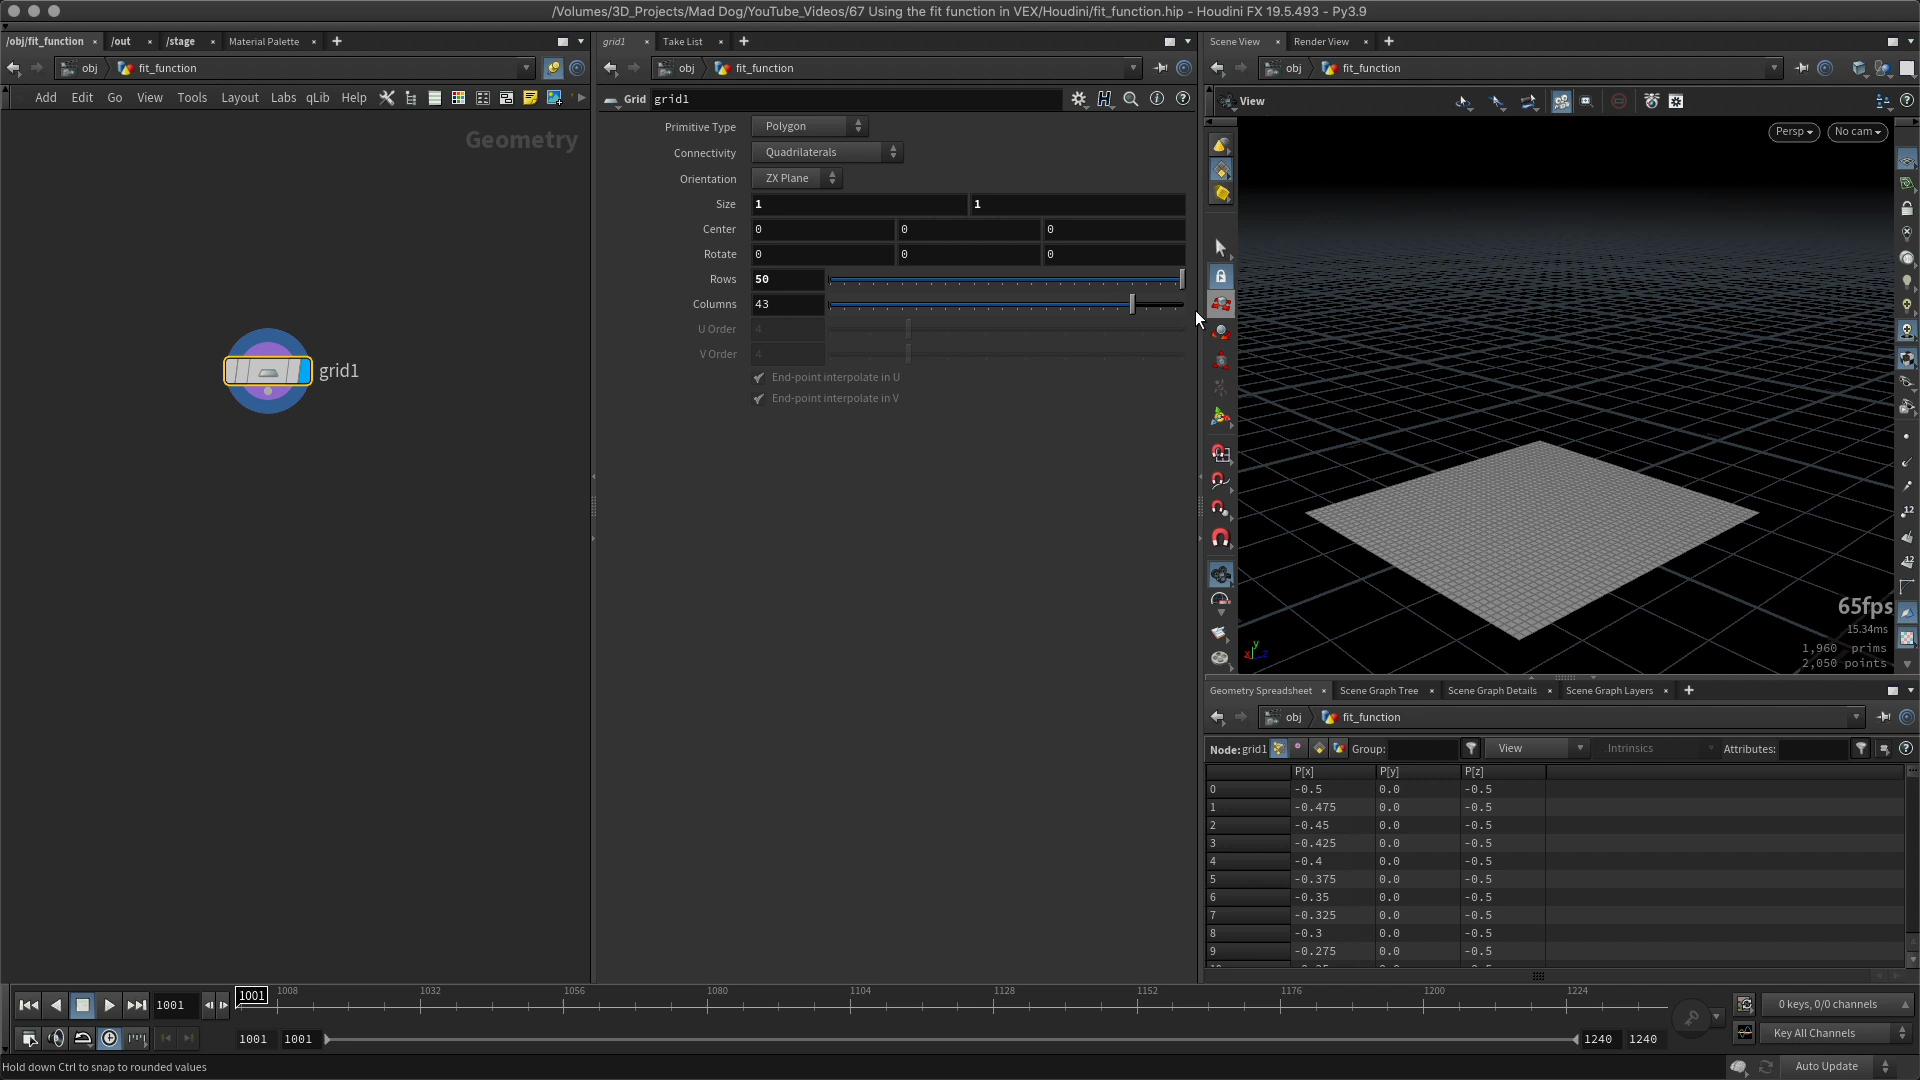 /Volumes/3D_Projects/Mad Dog/YouTube_Videos/67 Using the fit function in VEX/Houdini/fit_function.hip - Houdini FX 19.5.493 - Py3.9
/obj/fit_function × /out × /stage × Material Palette × +
obj fit_function
Add Edit Go View Tools Layout Labs qLib Help
Geometry
grid1
grid1 × Take List × +
obj fit_function
Grid grid1
Primitive Type Polygon
Connectivity Quadrilaterals
Orientation ZX Plane
Size 1 1
Center 0 0 0
Rotate 0 0 0
Rows 50
Columns 43
U Order 4
V Order 4
End-point interpolate in U
End-point interpolate in V
Scene View × Render View × +
obj fit_function
View
Persp No cam
12
12
65fps
15.34ms
1,960 prims
2,050 points
y
x z
Geometry Spreadsheet × Scene Graph Tree × Scene Graph Details × Scene Graph Layers × +
obj fit_function
Node: grid1 Group: View Intrinsics Attributes:
P[x] P[y] P[z]
0 -0.5 0.0 -0.5
1 -0.475 0.0 -0.5
2 -0.45 0.0 -0.5
3 -0.425 0.0 -0.5
4 -0.4 0.0 -0.5
5 -0.375 0.0 -0.5
6 -0.35 0.0 -0.5
7 -0.325 0.0 -0.5
8 -0.3 0.0 -0.5
9 -0.275 0.0 -0.5
1001 1001 1008 1032 1056 1080 1104 1128 1152 1176 1200 1224 0 keys, 0/0 channels
1001 1001 1240 1240 Key All Channels
Hold down Ctrl to snap to rounded values Auto Update